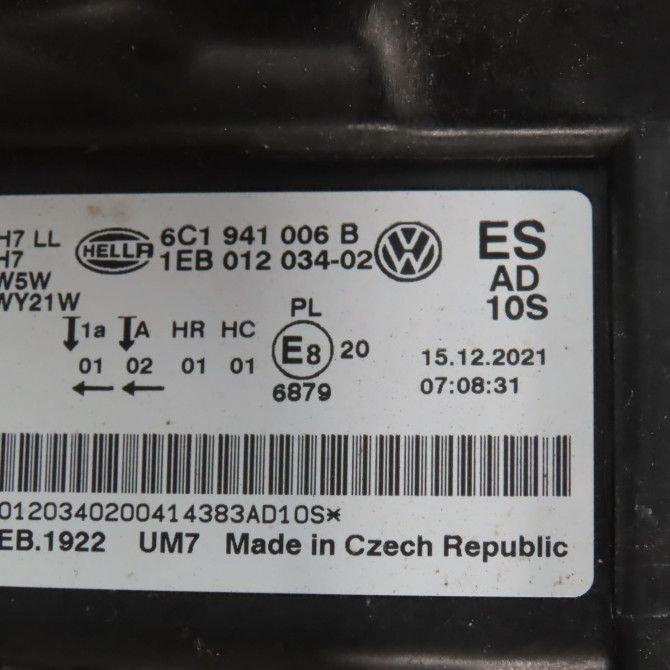 H7 LL HELLA 6C1 941 006 B ES
H7 1EB 012 034-02 AD
W5W 10S
WY21W
PL
1a A HR HC E8 20 15.12.2021
01 02 01 01 6879 07:08:31
01203402004 14383AD10S*
EB.1922 UM7 Made in Czech Republic